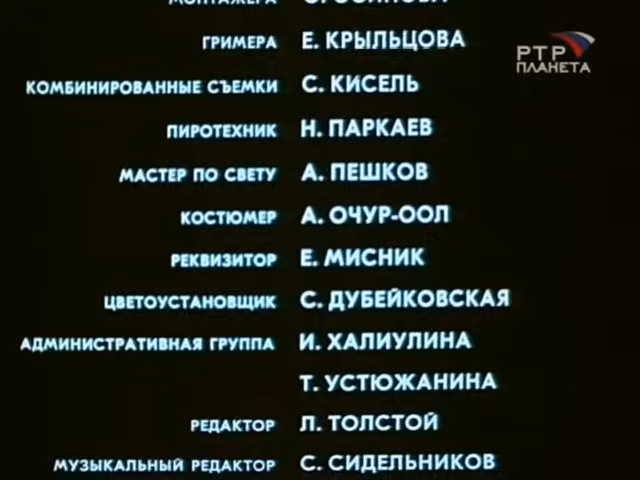 МОНТАЖЕРА
ГРИМЕРА Е. КРЫЛЬЦОВА
РТР
ПЛАНЕТА
КОМБИНИРОВАННЫЕ СЪЕМКИ С. КИСЕЛЬ
ПИРОТЕХНИК Н. ПАРКАЕВ
МАСТЕР ПО СВЕТУ А. ПЕШКОВ
КОСТЮМЕР А. ОЧУР-ООЛ
РЕКВИЗИТОР Е. МИСНИК
ЦВЕТОУСТАНОВЩИК С. ДУБЕЙКОВСКАЯ
АДМИНИСТРАТИВНАЯ ГРУППА И. ХАЛИУЛИНА
Т. УСТЮЖАНИНА
РЕДАКТОР Л. ТОЛСТОЙ
МУЗЫКАЛЬНЫЙ РЕДАКТОР С. СИДЕЛЬНИКОВ